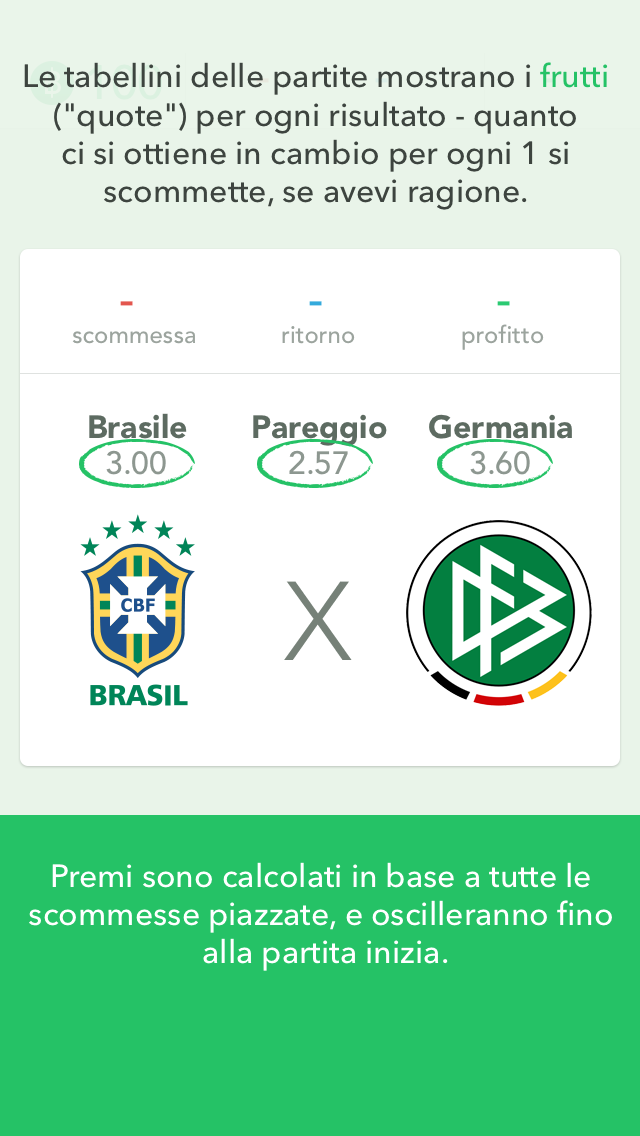 Le tabellini delle partite mostrano i frutti
("quote") per ogni risultato - quanto
ci si ottiene in cambio per ogni 1 si
scommette, se avevi ragione.
- - -
scommessa ritorno profitto
Brasile Pareggio Germania
3.00 2.57 3.60
CBF
X
BRASIL
Premi sono calcolati in base a tutte le
scommesse piazzate, e oscilleranno fino
alla partita inizia.